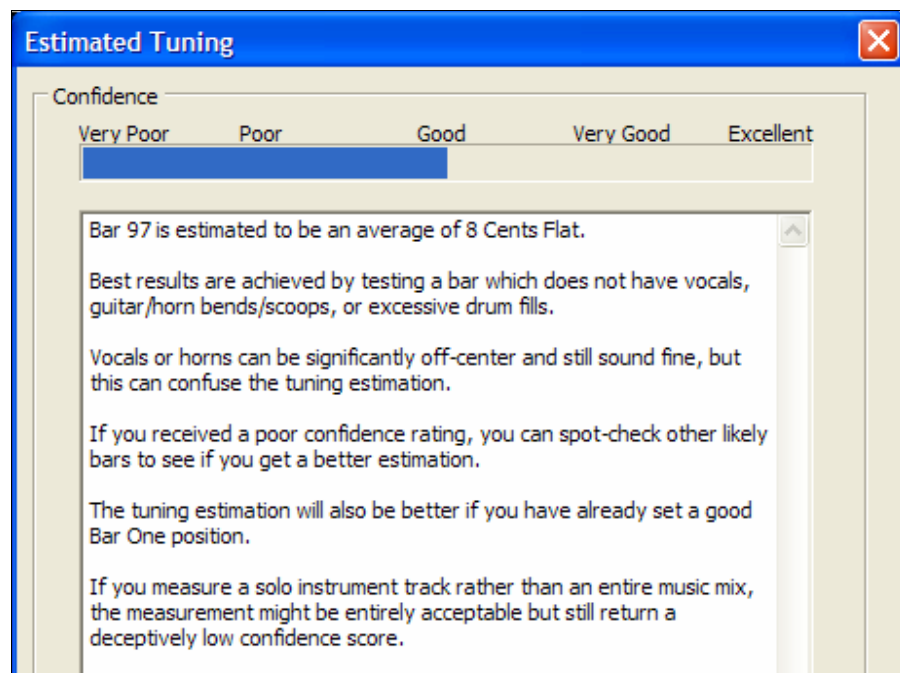 Estimated Tuning
Confidence
Very Poor Poor Good Very Good Excellent
Bar 97 is estimated to be an average of 8 Cents Flat.
Best results are achieved by testing a bar which does not have vocals,
guitar/horn bends/scoops, or excessive drum fills.
Vocals or horns can be significantly off-center and still sound fine, but
this can confuse the tuning estimation.
If you received a poor confidence rating, you can spot-check other likely
bars to see if you get a better estimation.
The tuning estimation will also be better if you have already set a good
Bar One position.
If you measure a solo instrument track rather than an entire music mix,
the measurement might be entirely acceptable but still return a
deceptively low confidence score.